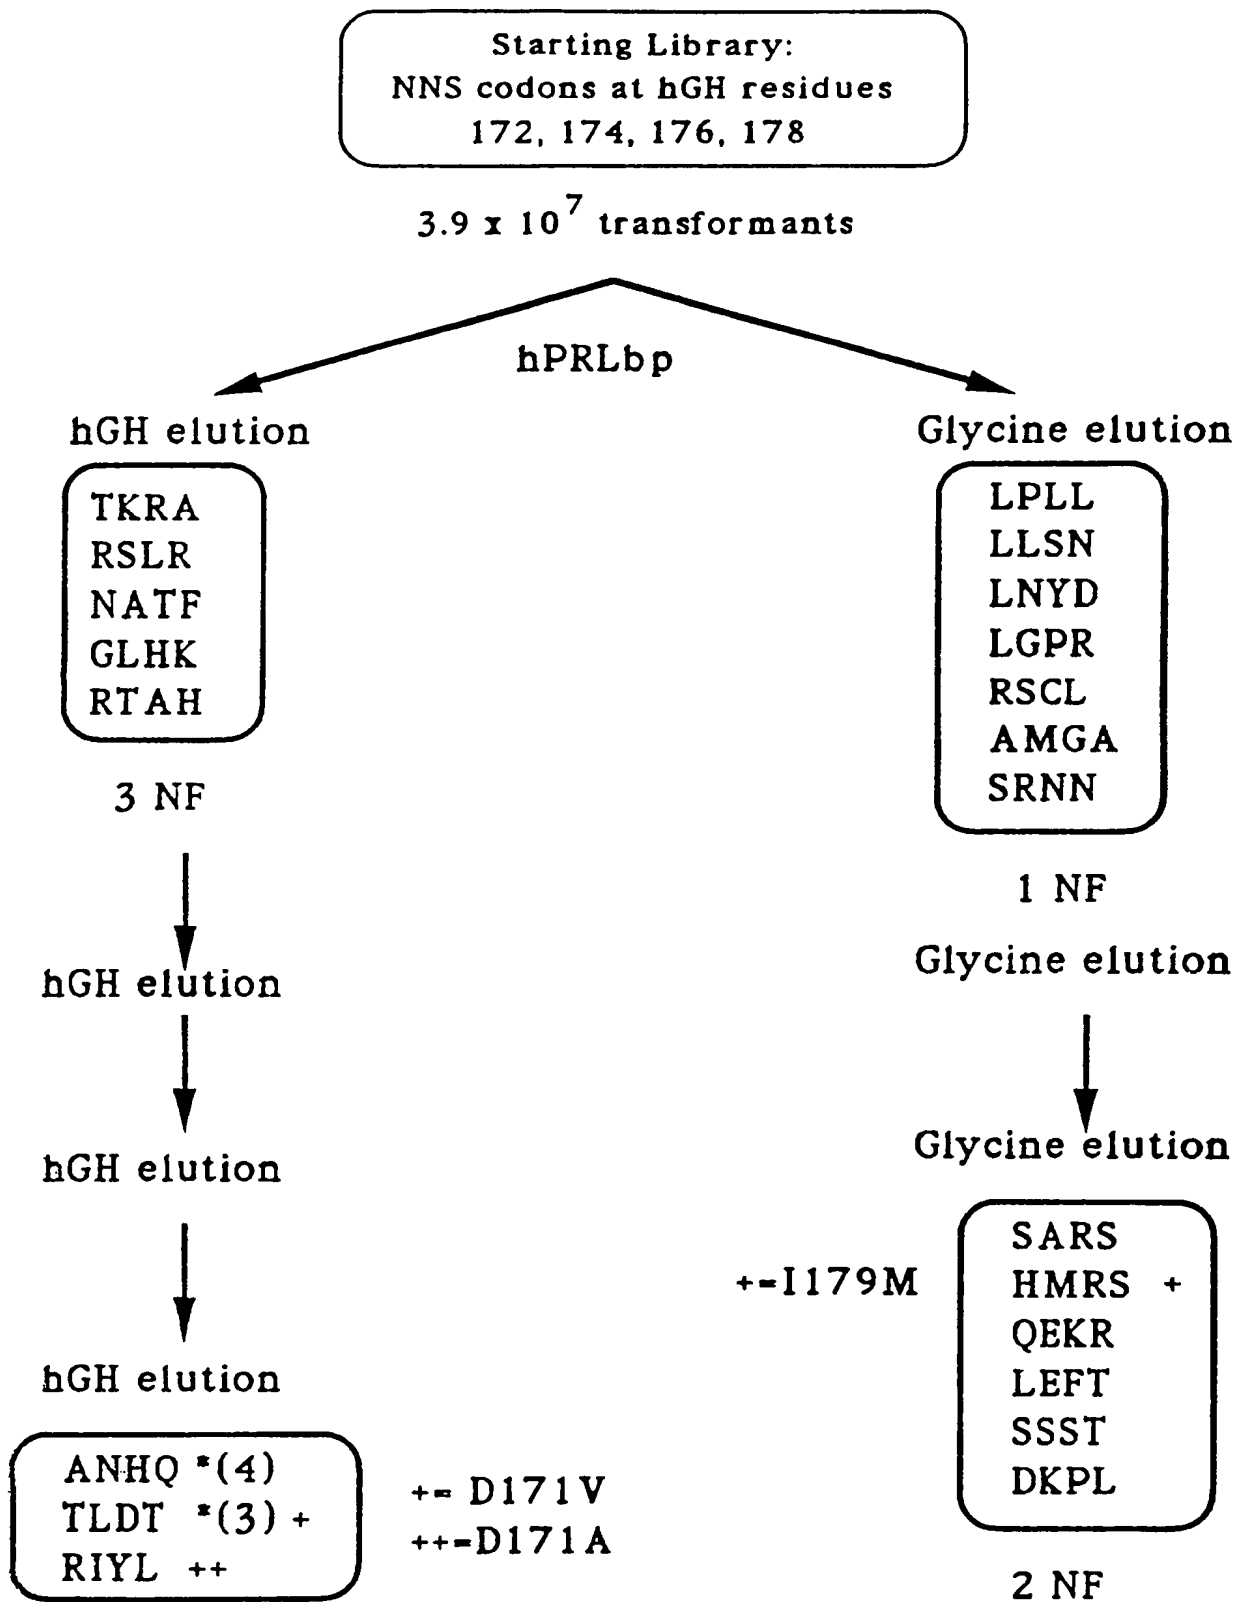 Starting Library:
NNS codons at hGH residues
172, 174, 176, 178
3.9 x 10^7 transformants
hPRLbp
hGH elution
TKRA
RSLR
NATF
GLHK
RTAH
3 NF
hGH elution
hGH elution
hGH elution
ANHQ *(4)
TLDT *(3) +
RIYL ++
+= D171V
++=D171A
Glycine elution
LPLL
LLSN
LNYD
LGPR
RSCL
AMGA
SRNN
1 NF
Glycine elution
Glycine elution
+=I179M
SARS
HMRS +
QEKR
LEFT
SSST
DKPL
2 NF